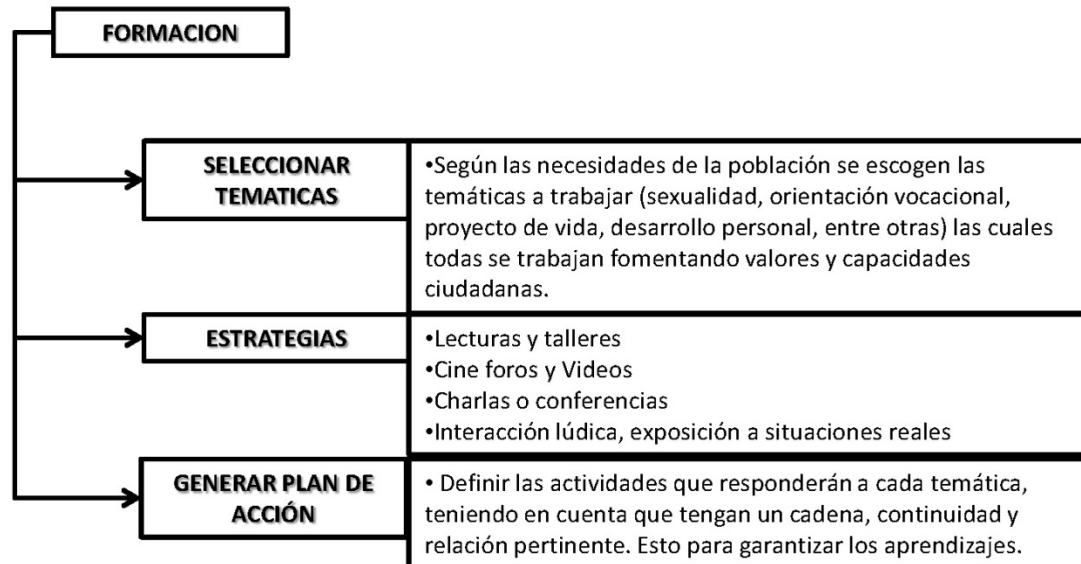 FORMACION
SELECCIONAR
TEMATICAS
•Según las necesidades de la población se escogen las
temáticas a trabajar (sexualidad, orientación vocacional,
proyecto de vida, desarrollo personal, entre otras) las cuales
todas se trabajan fomentando valores y capacidades
ciudadanas.
ESTRATEGIAS
•Lecturas y talleres
•Cine foros y Videos
•Charlas o conferencias
•Interacción lúdica, exposición a situaciones reales
GENERAR PLAN DE
ACCIÓN
• Definir las actividades que responderán a cada temática,
teniendo en cuenta que tengan un cadena, continuidad y
relación pertinente. Esto para garantizar los aprendizajes.